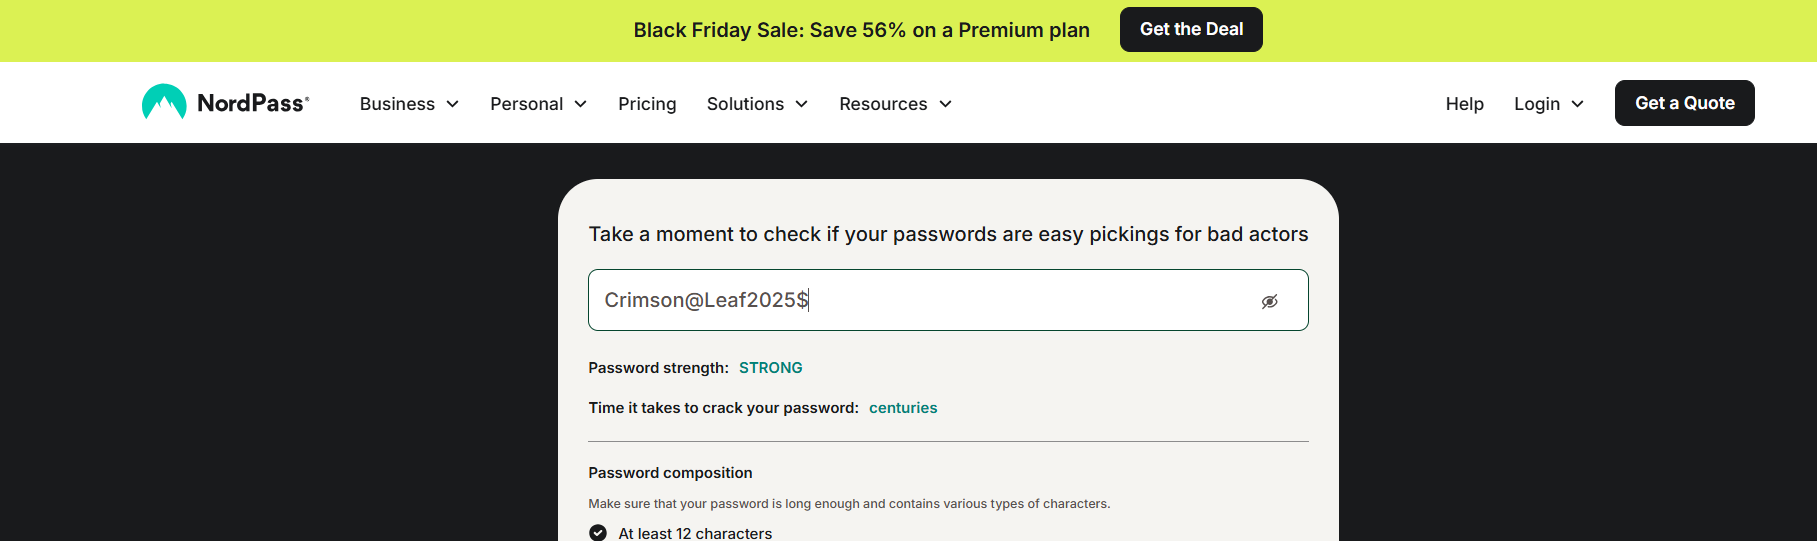 Black Friday Sale: Save 56% on a Premium plan Get the Deal
NordPass® Business Personal Pricing Solutions Resources Help Login Get a Quote
Take a moment to check if your passwords are easy pickings for bad actors
Crimson@Leaf2025$
Password strength: STRONG
Time it takes to crack your password: centuries
Password composition
Make sure that your password is long enough and contains various types of characters.
At least 12 characters